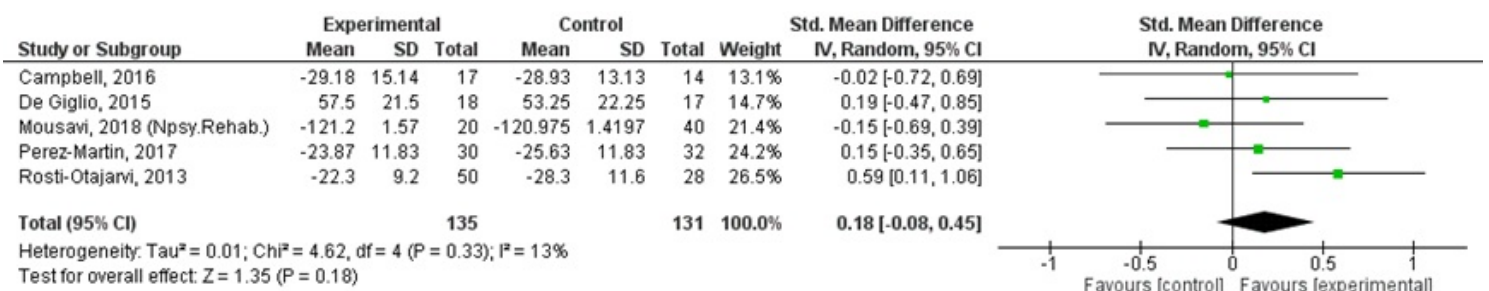 Experimental Control Std. Mean Difference Std. Mean Difference
Study or Subgroup Mean SD Total Mean SD Total Weight IV, Random, 95% CI IV, Random, 95% CI
Campbell, 2016 -29.18 15.14 17 -28.93 13.13 14 13.1% -0.02 [-0.72, 0.69]
De Giglio, 2015 57.5 21.5 18 53.25 22.25 17 14.7% 0.19 [-0.47, 0.85]
Mousavi, 2018 (Npsy.Rehab.) -121.2 1.57 20 -120.975 1.4197 40 21.4% -0.15 [-0.69, 0.39]
Perez-Martin, 2017 -23.87 11.83 30 -25.63 11.83 32 24.2% 0.15 [-0.35, 0.65]
Rosti-Otajarvi, 2013 -22.3 9.2 50 -28.3 11.6 28 26.5% 0.59 [0.11, 1.06]
Total (95% CI) 135 131 100.0% 0.18 [-0.08, 0.45]
Heterogeneity: Tau² = 0.01; Chi² = 4.62, df = 4 (P = 0.33); I² = 13%
Test for overall effect: Z = 1.35 (P = 0.18)
-1 -0.5 0 0.5 1
Favours [control] Favours [experimental]